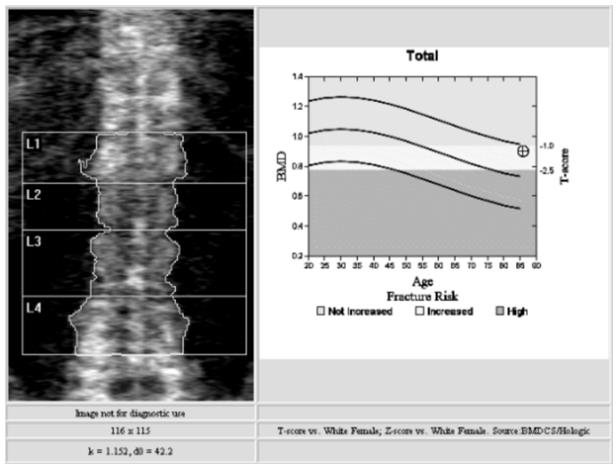 L1
L2
L3
L4
Total
1.4
1.2
1.0
0.8
0.6
0.4
0.2
BMD
-1.0
-2.5
T-score
20 25 30 35 40 45 50 55 60 65 70 75 80 85 90
Age
Fracture Risk
Not Increased Increased High
Image not for diagnostic use
116 x 115
T-score vs. White Female; Z-score vs. White Female. Source:BMDCS/Hologic
k = 1.152, d0 = 42.2